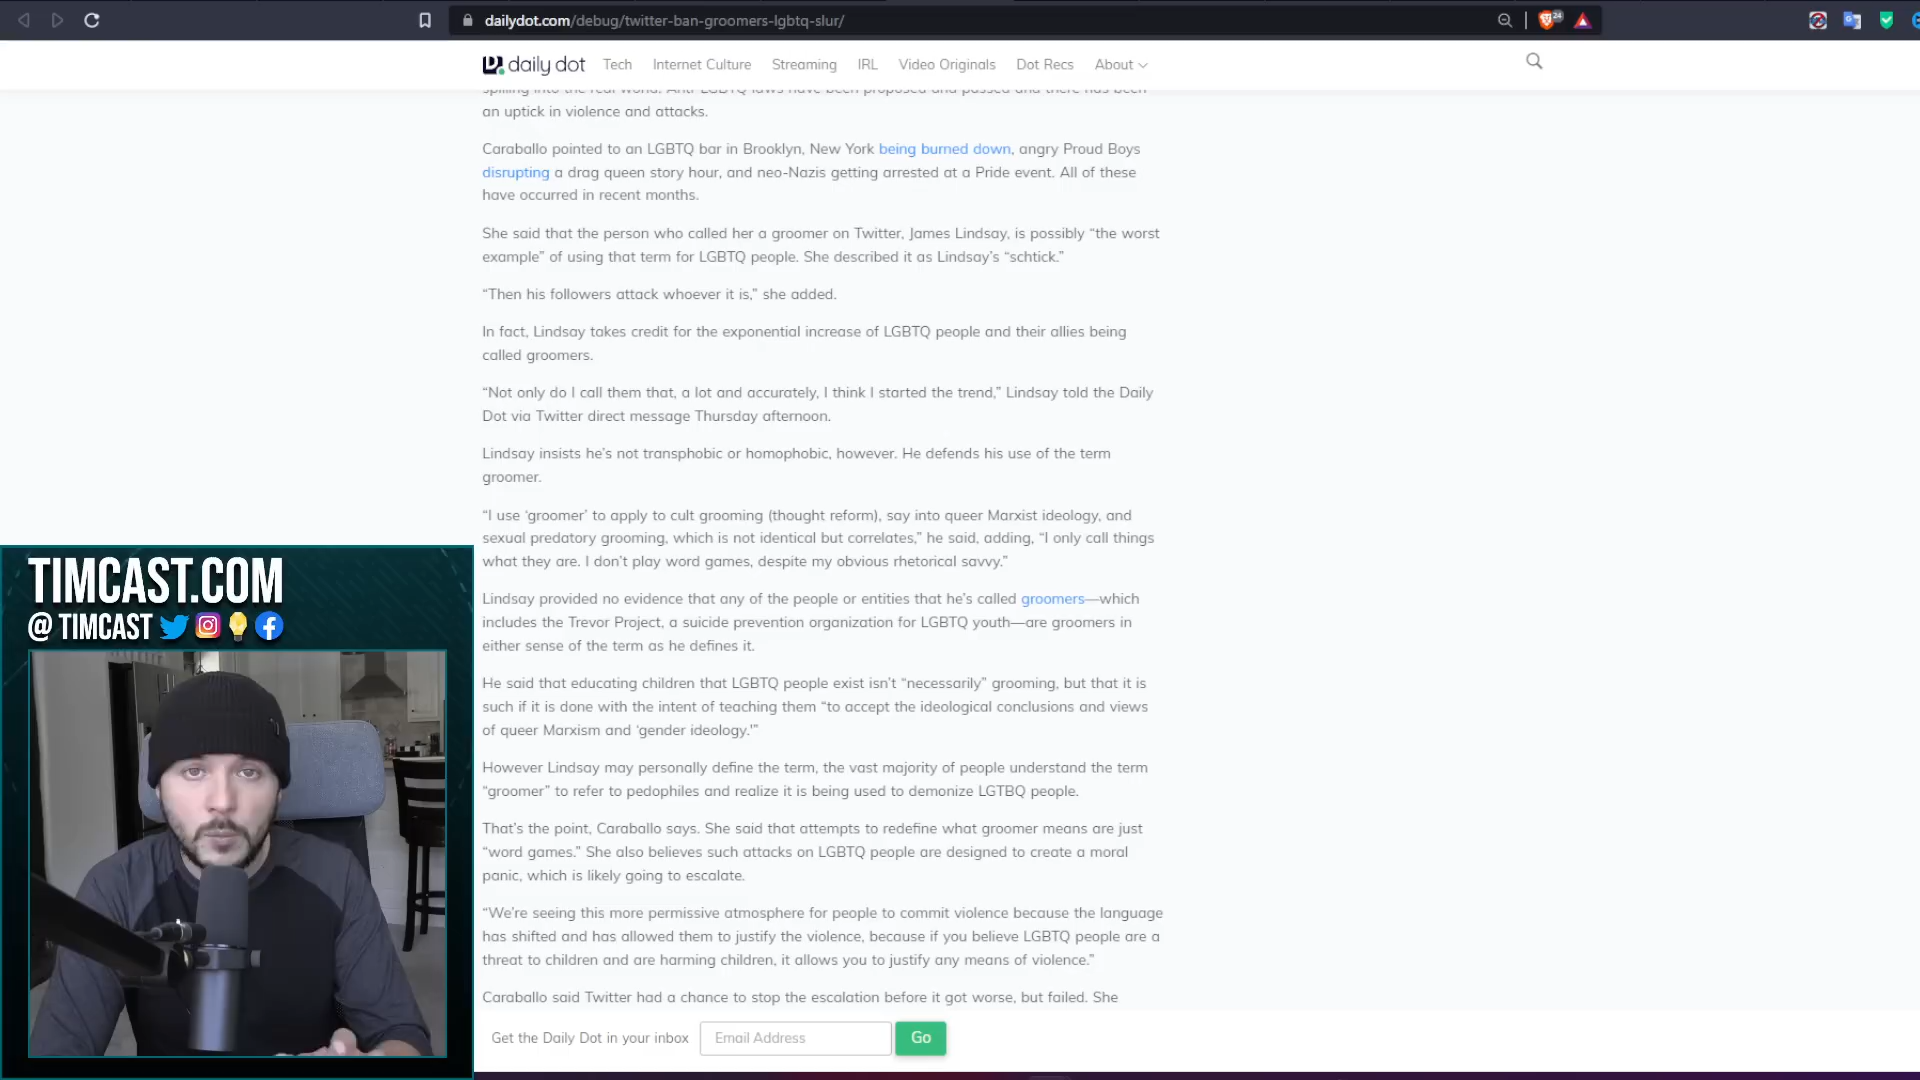 dailydot.com/debug/twitter-ban-groomers-lgbtq-slur/
24
daily dot Tech Internet Culture Streaming IRL Video Originals Dot Recs About
spilling into the real world. Anti-LGBTQ laws have been proposed and passed and there has been
an uptick in violence and attacks.
Caraballo pointed to an LGBTQ bar in Brooklyn, New York being burned down, angry Proud Boys
disrupting a drag queen story hour, and neo-Nazis getting arrested at a Pride event. All of these
have occurred in recent months.
She said that the person who called her a groomer on Twitter, James Lindsay, is possibly “the worst
example” of using that term for LGBTQ people. She described it as Lindsay’s “schtick.”
“Then his followers attack whoever it is,” she added.
In fact, Lindsay takes credit for the exponential increase of LGBTQ people and their allies being
called groomers.
“Not only do I call them that, a lot and accurately, I think I started the trend,” Lindsay told the Daily
Dot via Twitter direct message Thursday afternoon.
Lindsay insists he’s not transphobic or homophobic, however. He defends his use of the term
groomer.
“I use ‘groomer’ to apply to cult grooming (thought reform), say into queer Marxist ideology, and
sexual predatory grooming, which is not identical but correlates,” he said, adding, “I only call things
what they are. I don’t play word games, despite my obvious rhetorical savvy.”
Lindsay provided no evidence that any of the people or entities that he’s called groomers—which
includes the Trevor Project, a suicide prevention organization for LGBTQ youth—are groomers in
either sense of the term as he defines it.
He said that educating children that LGBTQ people exist isn’t “necessarily” grooming, but that it is
such if it is done with the intent of teaching them “to accept the ideological conclusions and views
of queer Marxism and ‘gender ideology.'”
However Lindsay may personally define the term, the vast majority of people understand the term
“groomer” to refer to pedophiles and realize it is being used to demonize LGTBQ people.
That’s the point, Caraballo says. She said that attempts to redefine what groomer means are just
“word games.” She also believes such attacks on LGBTQ people are designed to create a moral
panic, which is likely going to escalate.
“We’re seeing this more permissive atmosphere for people to commit violence because the language
has shifted and has allowed them to justify the violence, because if you believe LGBTQ people are a
threat to children and are harming children, it allows you to justify any means of violence.”
Caraballo said Twitter had a chance to stop the escalation before it got worse, but failed. She
Get the Daily Dot in your inbox Email Address Go
TIMCAST.COM
@ TIMCAST